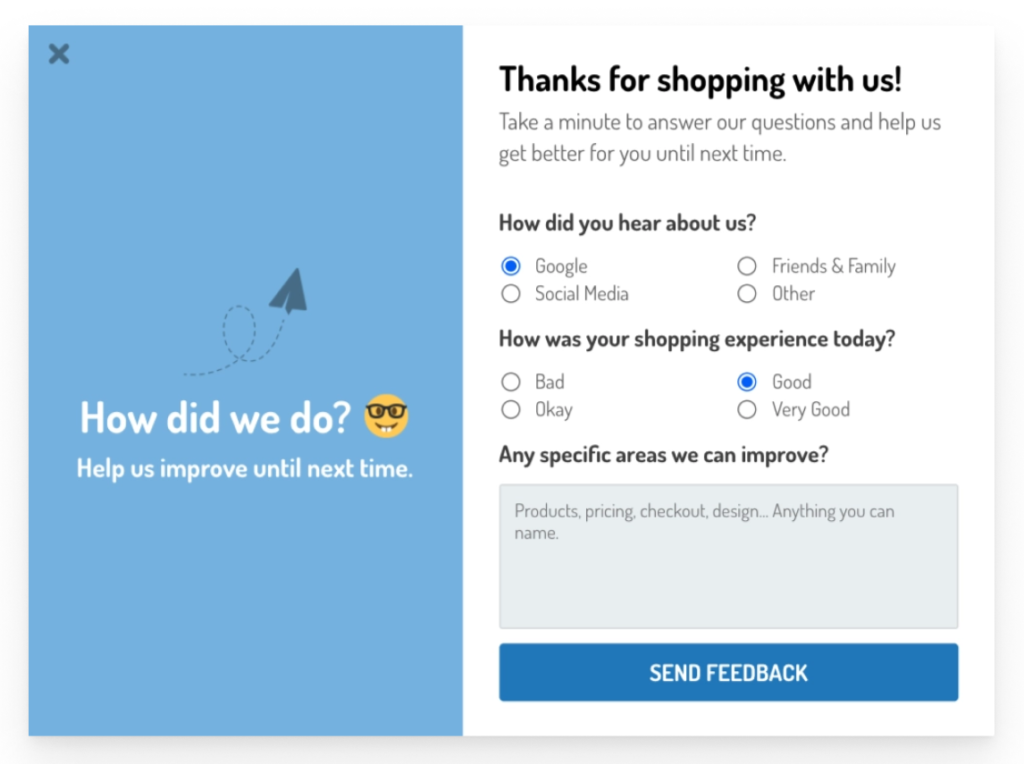 How did we do? 🤓
Help us improve until next time.
Thanks for shopping with us!
Take a minute to answer our questions and help us
get better for you until next time.
How did you hear about us?
Google
Friends & Family
Social Media
Other
How was your shopping experience today?
Bad
Good
Okay
Very Good
Any specific areas we can improve?
Products, pricing, checkout, design... Anything you can
name.
SEND FEEDBACK